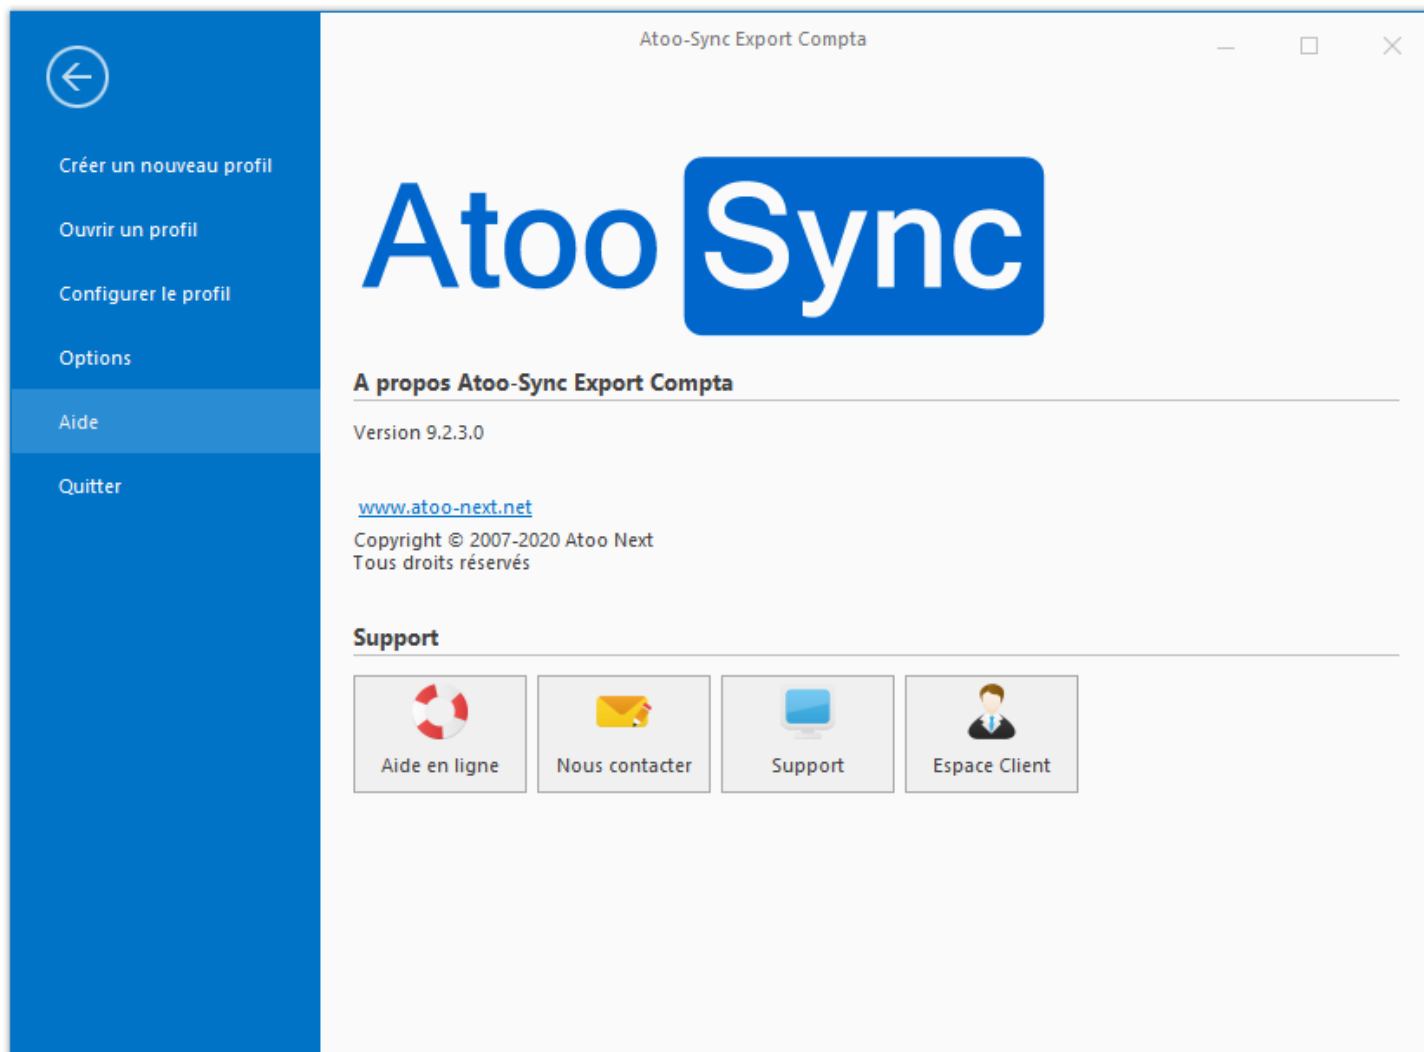 Atoo-Sync Export Compta
Créer un nouveau profil
Ouvrir un profil
Configurer le profil
Options
Aide
Quitter
Atoo Sync
A propos Atoo-Sync Export Compta
Version 9.2.3.0
www.atoo-next.net
Copyright © 2007-2020 Atoo Next
Tous droits réservés
Support
Aide en ligne
Nous contacter
Support
Espace Client